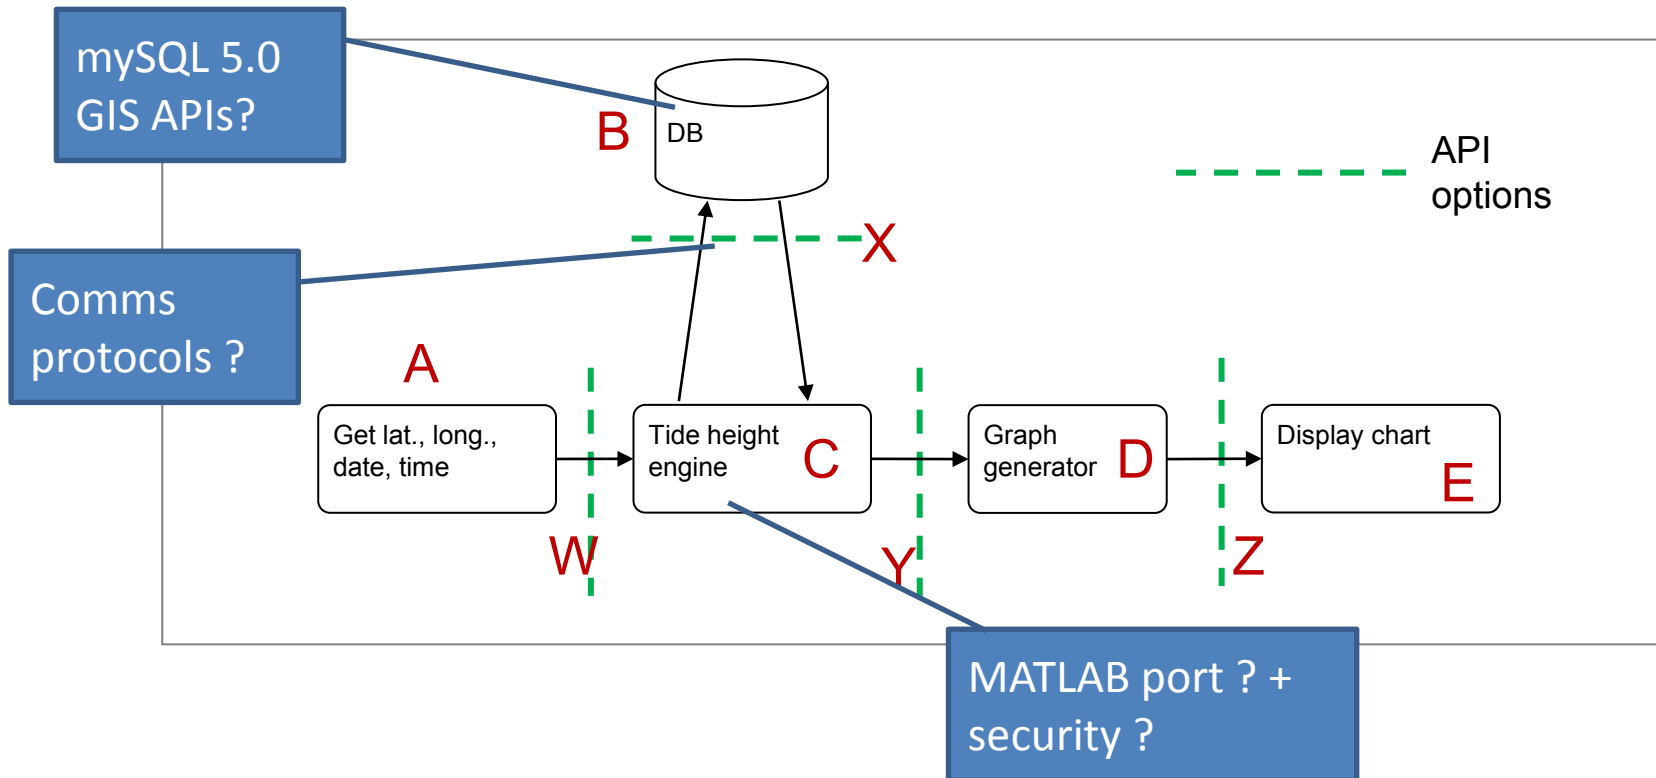 mySQL 5.0
GIS APIs?
B
DB
API
options
X
Comms
protocols ?
A
Get lat., long.,
date, time
Tide height
engine
C
Graph
generator
D
Display chart
E
W
Y
Z
MATLAB port ? +
security ?